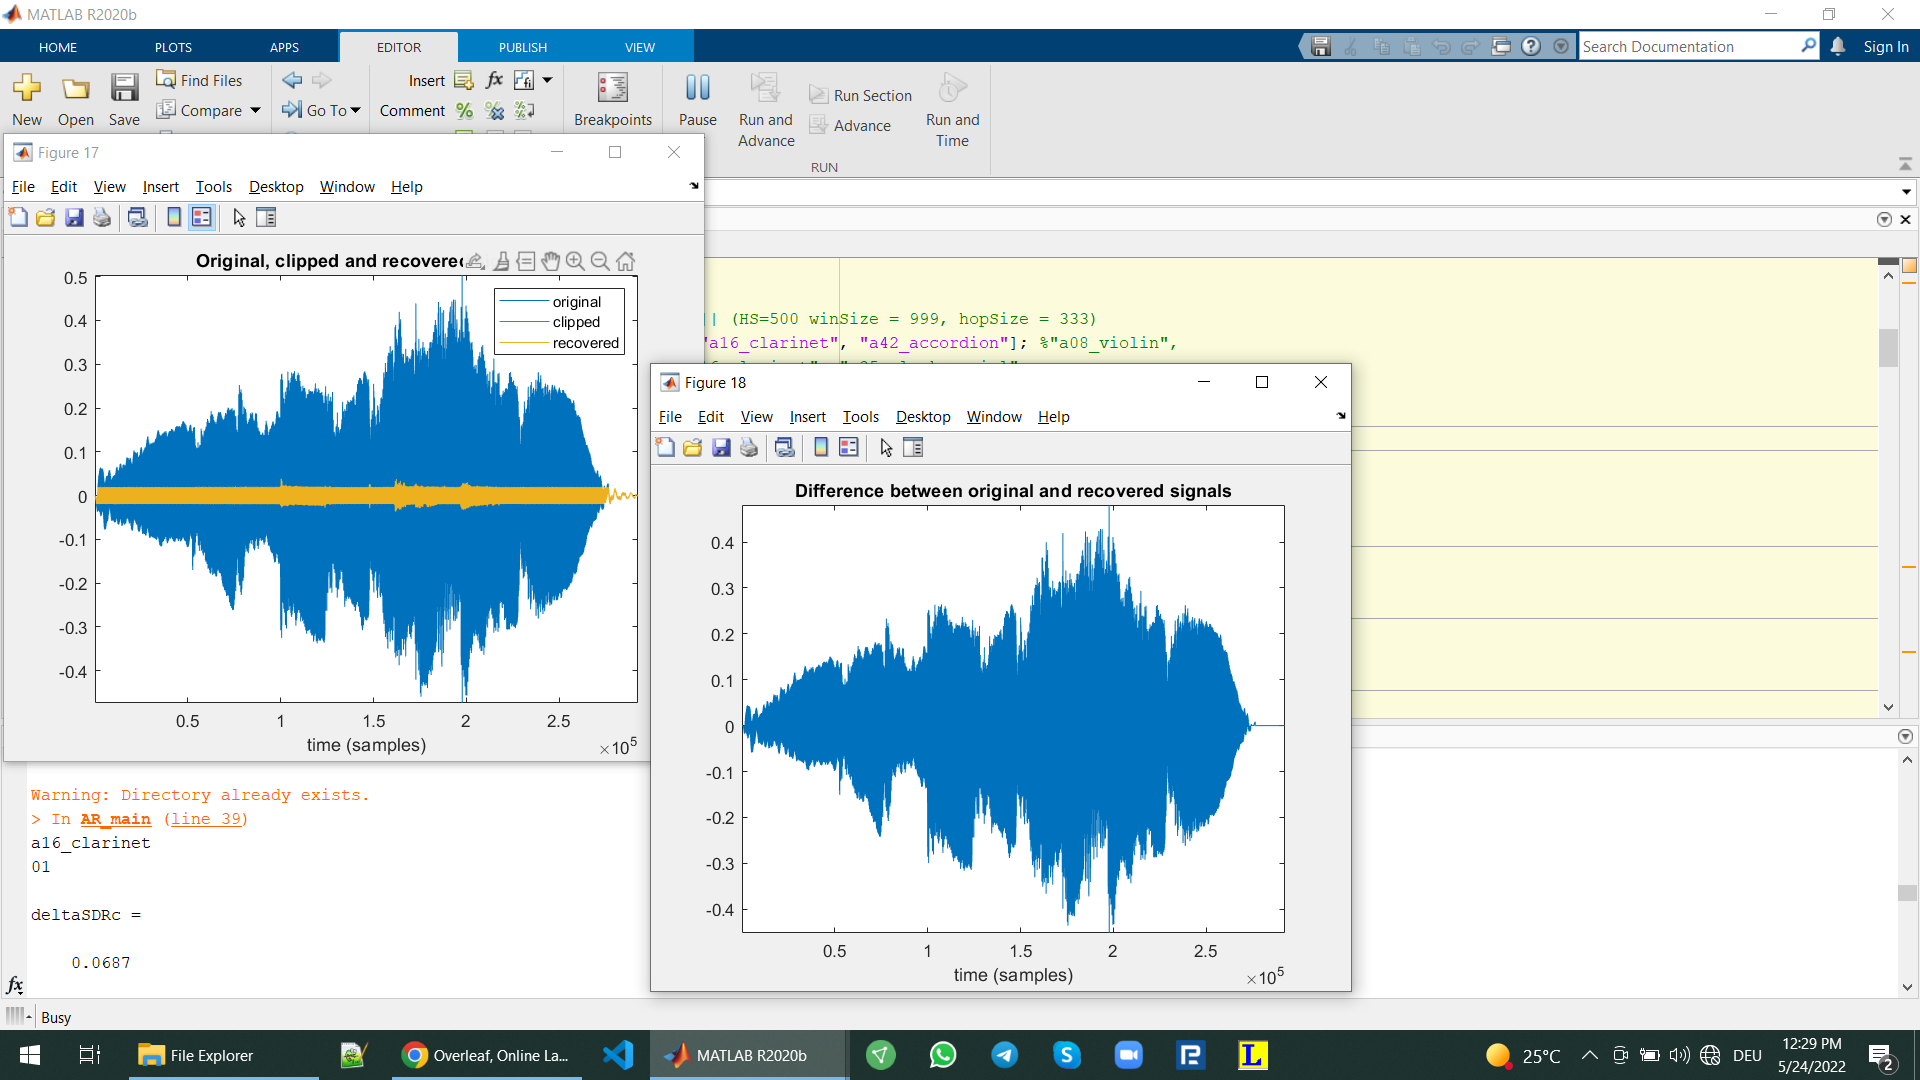 MATLAB R2020b
HOME PLOTS APPS EDITOR PUBLISH VIEW
Search Documentation
Sign In
New Open Save
Find Files
Compare
Go To
Insert fx
Comment
Breakpoints
Pause
Run and Advance
Run Section
Advance
Run and Time
RUN
Figure 17
File Edit View Insert Tools Desktop Window Help
Original, clipped and recovere
original
clipped
recovered
0.5
0.4
0.3
0.2
0.1
0
-0.1
-0.2
-0.3
-0.4
0.5 1 1.5 2 2.5
time (samples)
×10^5
|| (HS=500 winSize = 999, hopSize = 333)
"a16_clarinet", "a42_accordion"]; %"a08_violin",
Figure 18
File Edit View Insert Tools Desktop Window Help
Difference between original and recovered signals
0.4
0.3
0.2
0.1
0
-0.1
-0.2
-0.3
-0.4
0.5 1 1.5 2 2.5
time (samples)
×10^5
Warning: Directory already exists.
> In AR_main (line 39)
a16_clarinet
01
deltaSDRc =
0.0687
fx
Busy
File Explorer
Overleaf, Online La...
MATLAB R2020b
25°C
DEU
12:29 PM
5/24/2022
2